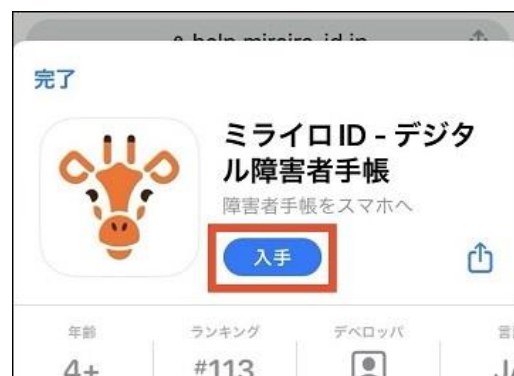 完了
ミライロID - デジタ
ル障害者手帳
障害者手帳をスマホへ
入手
年齢
ランキング
デベロッパ
4+
#113